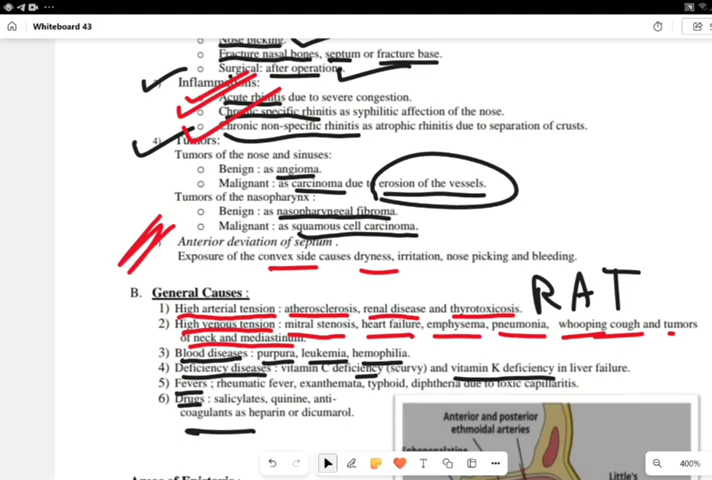 Whiteboard 43
Nose picking.
Fracture nasal bones, septum or fracture base.
Surgical: after operation.
Inflammations:
Acute rhinitis due to severe congestion.
Chronic specific rhinitis as syphilitic affection of the nose.
Chronic non-specific rhinitis as atrophic rhinitis due to separation of crusts.
4) Tumors:
Tumors of the nose and sinuses:
Benign : as angioma.
Malignant : as carcinoma due to erosion of the vessels.
Tumors of the nasopharynx:
Benign : as nasopharyngeal fibroma.
Malignant : as squamous cell carcinoma.
Anterior deviation of septum .
Exposure of the convex side causes dryness, irritation, nose picking and bleeding.
RAT
B. General Causes :
1) High arterial tension : atherosclerosis, renal disease and thyrotoxicosis.
2) High venous tension : mitral stenosis, heart failure, emphysema, pneumonia, whooping cough and tumors
of neck and mediastinum.
3) Blood diseases : purpura, leukemia, hemophilia.
4) Deficiency diseases : vitamin C deficiency (scurvy) and vitamin K deficiency in liver failure.
5) Fevers ; rheumatic fever, exanthemata, typhoid, diphtheria due to toxic capillaritis.
6) Drugs : salicylates, quinine, anti-
coagulants as heparin or dicumarol.
Anterior and posterior
ethmoidal arteries
Little's
400%